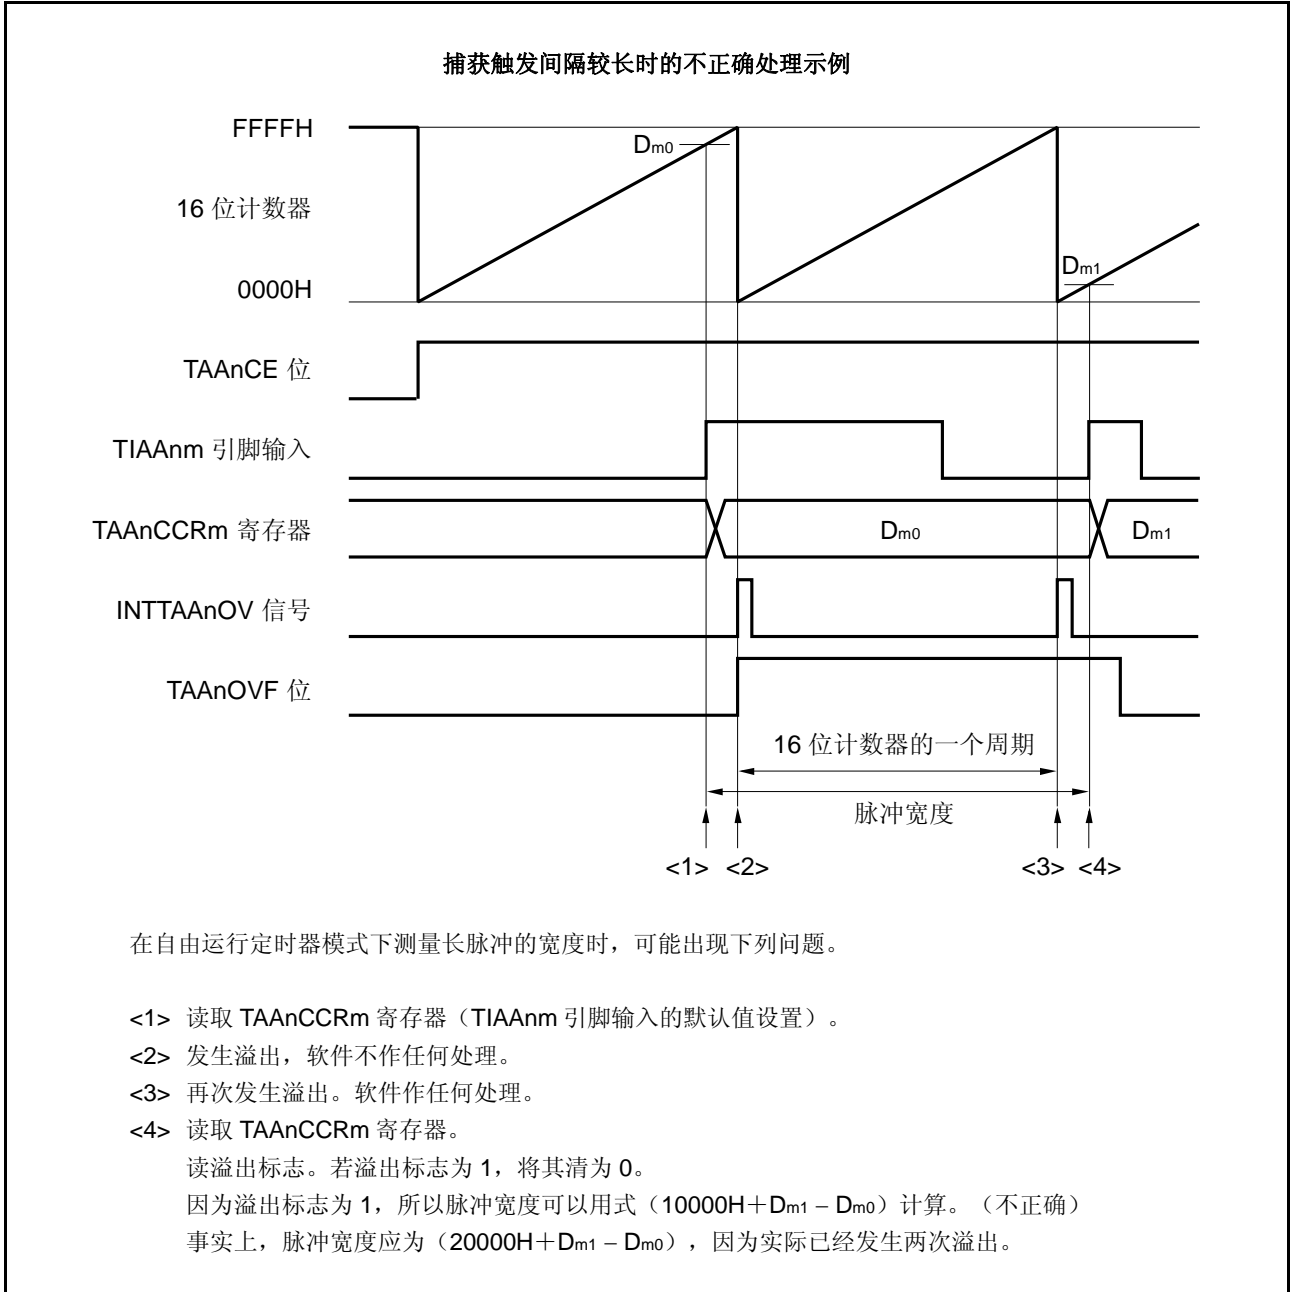 捕获触发间隔较长时的不正确处理示例
FFFFH
Dm0
16 位计数器
Dm1
0000H
TAAnCE 位
TIAAnm 引脚输入
TAAnCCRm 寄存器
Dm0
Dm1
INTTAAnOV 信号
TAAnOVF 位
16 位计数器的一个周期
脉冲宽度
<1> <2> <3> <4>
在自由运行定时器模式下测量长脉冲的宽度时，可能出现下列问题。
<1> 读取 TAAnCCRm 寄存器（TIAAnm 引脚输入的默认值设置）。
<2> 发生溢出，软件不作任何处理。
<3> 再次发生溢出。软件作任何处理。
<4> 读取 TAAnCCRm 寄存器。
读溢出标志。若溢出标志为 1，将其清为 0。
因为溢出标志为 1，所以脉冲宽度可以用式（10000H＋Dm1 – Dm0）计算。（不正确）
事实上，脉冲宽度应为（20000H＋Dm1 – Dm0），因为实际已经发生两次溢出。